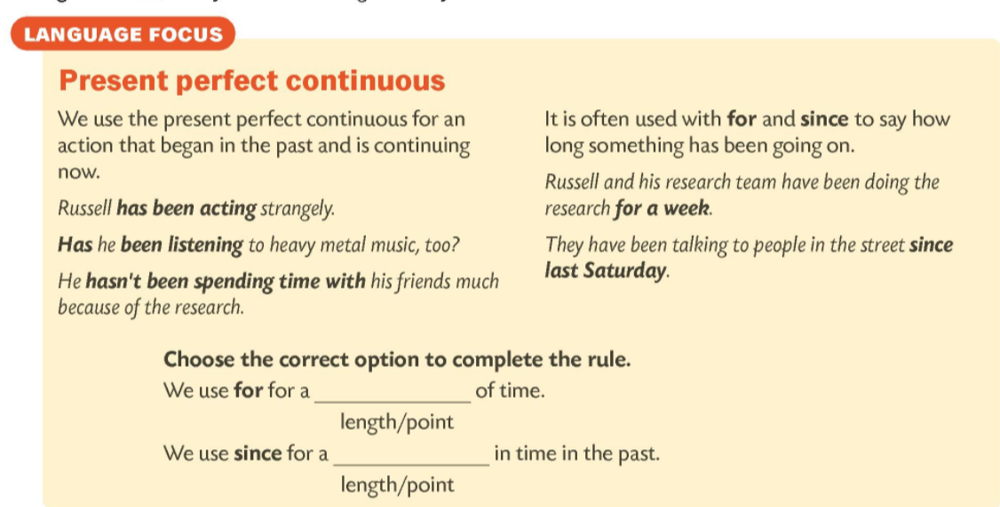 LANGUAGE FOCUS
Present perfect continuous
We use the present perfect continuous for an
action that began in the past and is continuing
now.
Russell has been acting strangely.
Has he been listening to heavy metal music, too?
He hasn't been spending time with his friends much
because of the research.
It is often used with for and since to say how
long something has been going on.
Russell and his research team have been doing the
research for a week.
They have been talking to people in the street since
last Saturday.
Choose the correct option to complete the rule.
We use for for a ____________ of time.
length/point
We use since for a ____________ in time in the past.
length/point